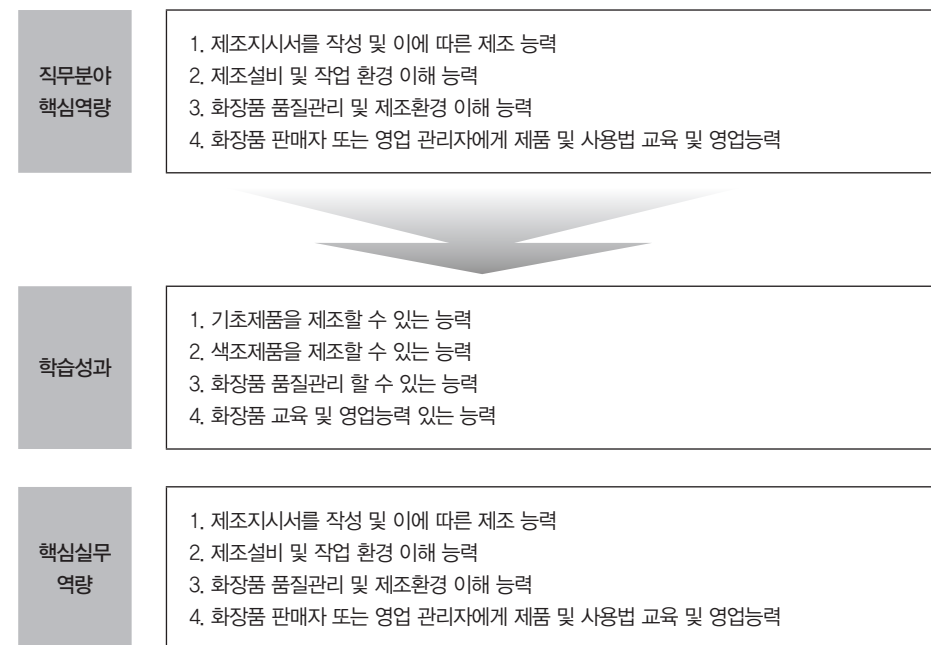 직무분야
핵심역량
1. 제조지시서를 작성 및 이에 따른 제조 능력
2. 제조설비 및 작업 환경 이해 능력
3. 화장품 품질관리 및 제조환경 이해 능력
4. 화장품 판매자 또는 영업 관리자에게 제품 및 사용법 교육 및 영업능력
학습성과
1. 기초제품을 제조할 수 있는 능력
2. 색조제품을 제조할 수 있는 능력
3. 화장품 품질관리 할 수 있는 능력
4. 화장품 교육 및 영업능력 있는 능력
핵심실무
역량
1. 제조지시서를 작성 및 이에 따른 제조 능력
2. 제조설비 및 작업 환경 이해 능력
3. 화장품 품질관리 및 제조환경 이해 능력
4. 화장품 판매자 또는 영업 관리자에게 제품 및 사용법 교육 및 영업능력